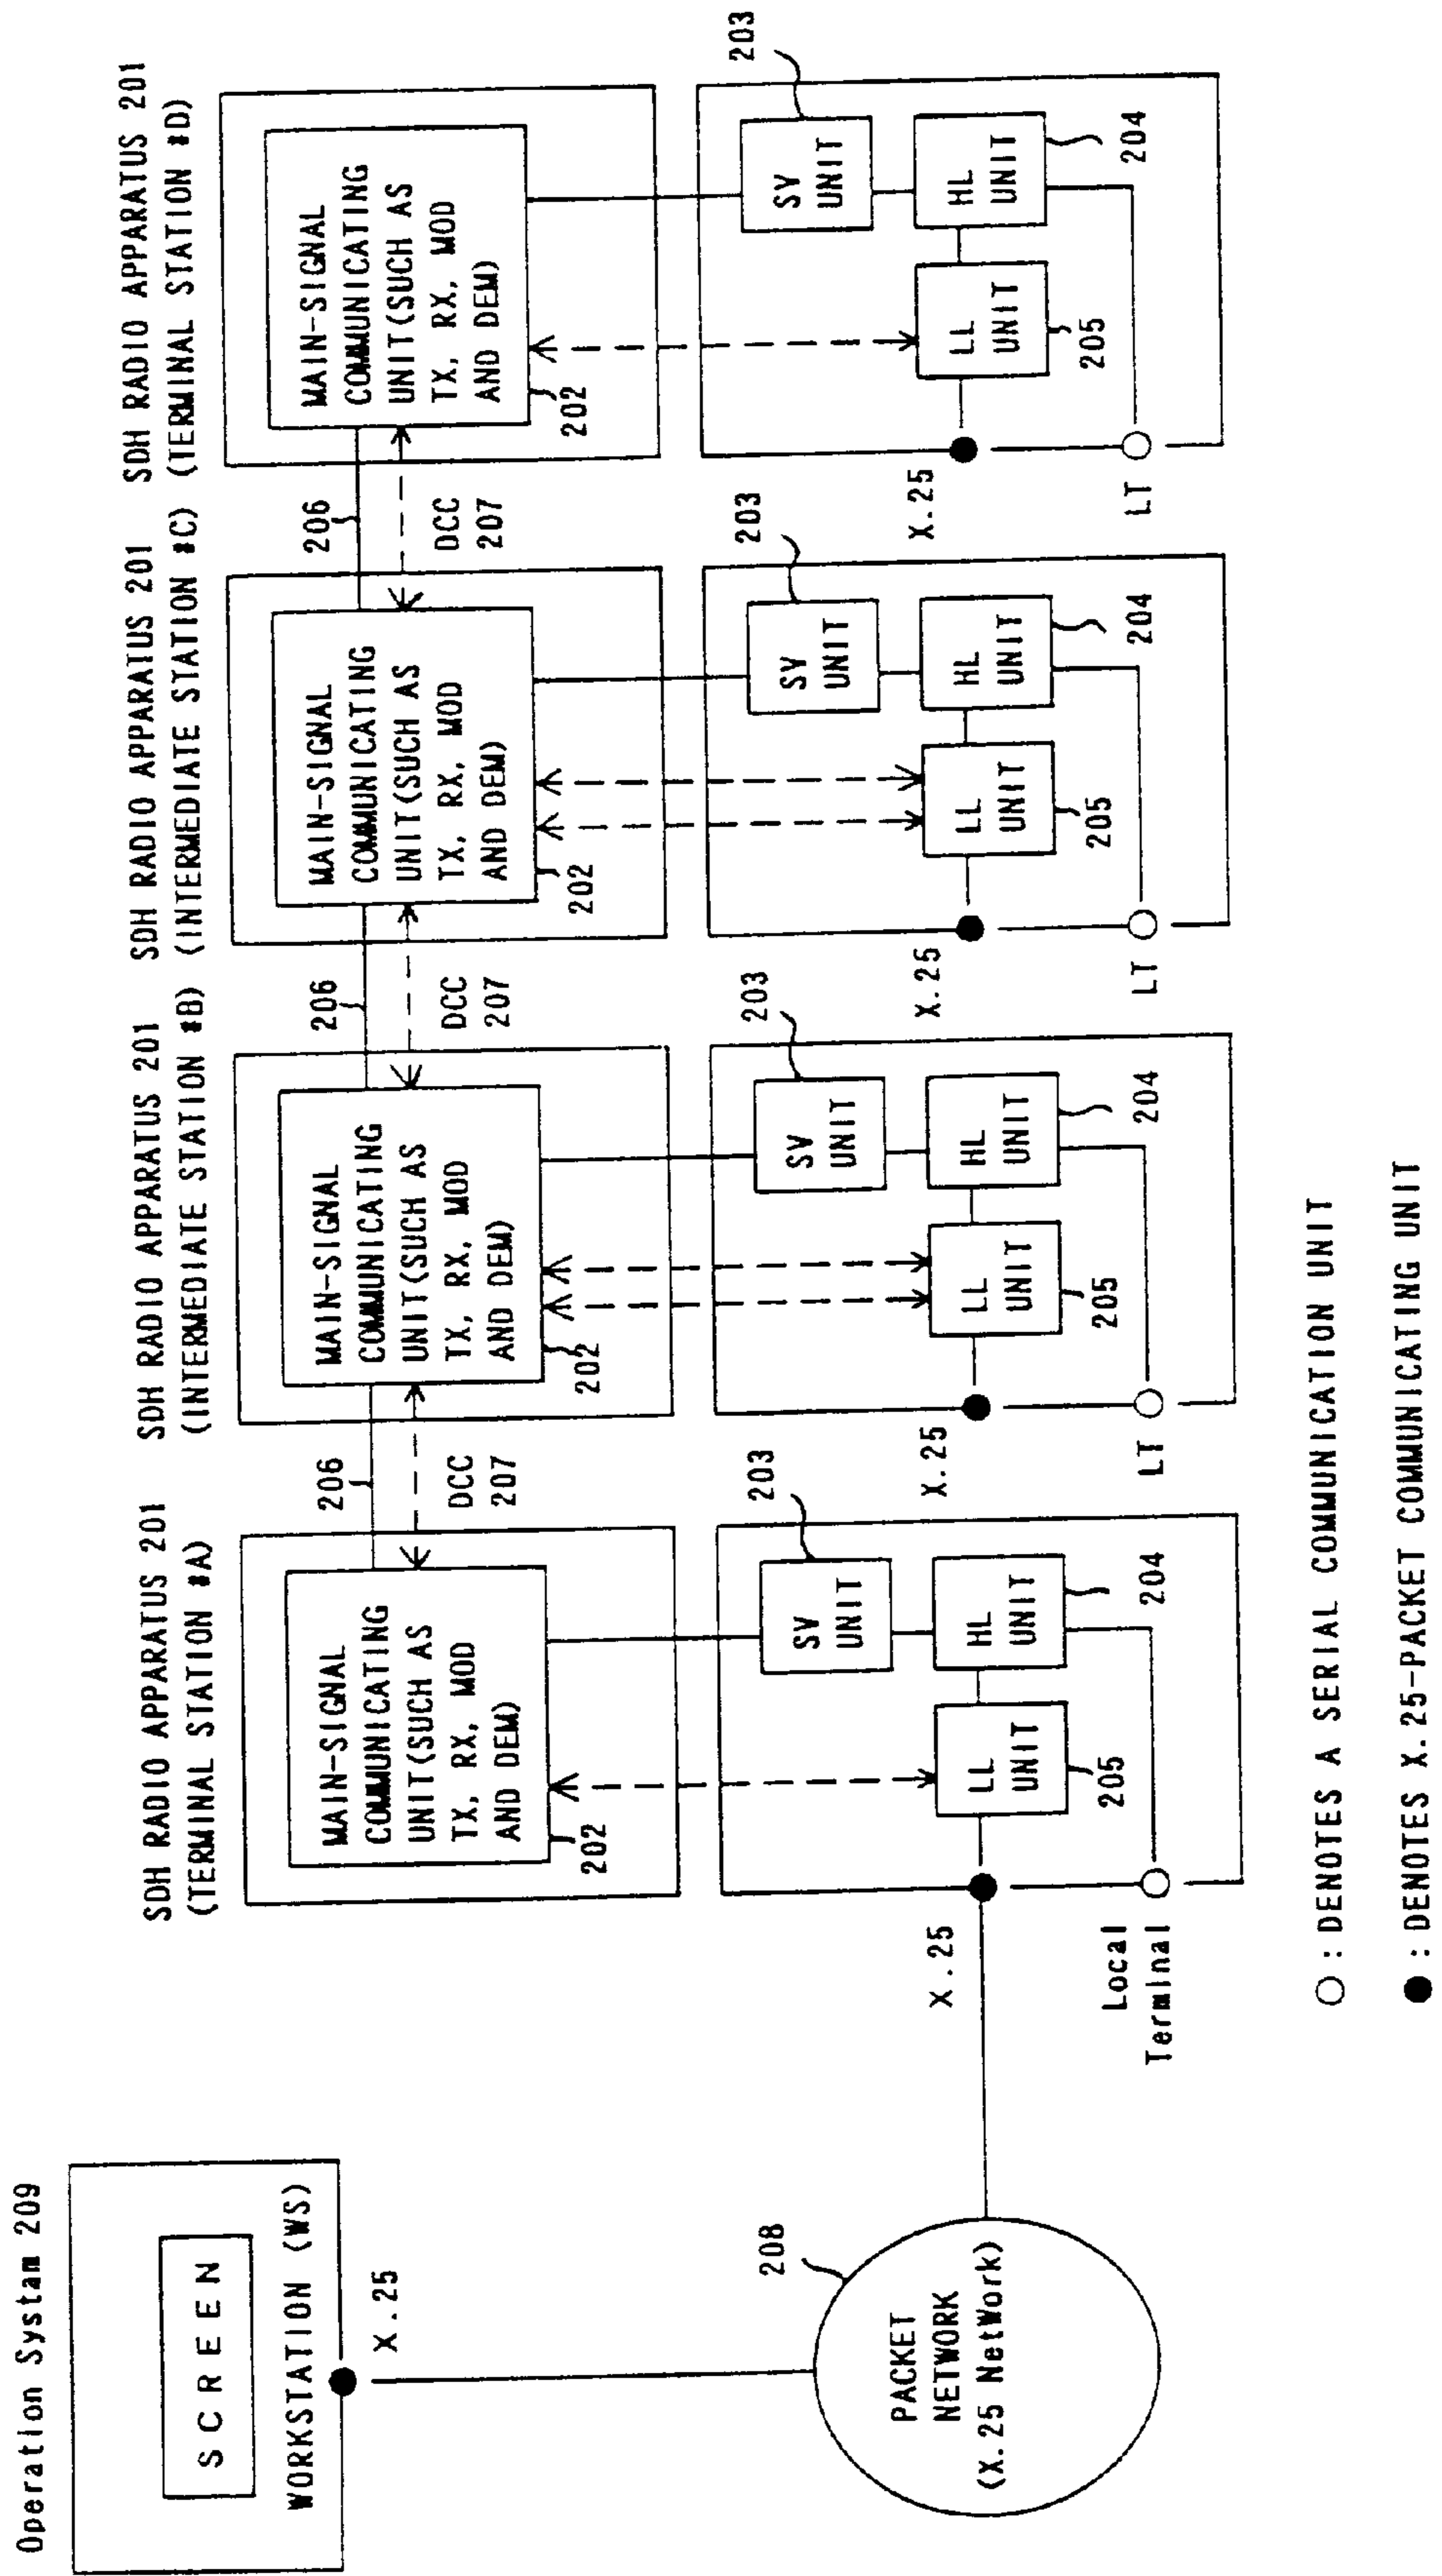 Operation Systam 209
SCREEN
WORKSTATION (WS)
X.25
208
PACKET
NETWORK
(X.25 NetWork)
SDH RADIO APPARATUS 201
(TERMINAL STATION #A)
MAIN-SIGNAL
COMMUNICATING
UNIT(SUCH AS
TX, RX, MOD
AND DEM)
202
206
DCC
207
203
SV
UNIT
HL
UNIT
204
LL
UNIT
205
X.25
Local
Terminal
SDH RADIO APPARATUS 201
(INTERMEDIATE STATION #B)
MAIN-SIGNAL
COMMUNICATING
UNIT(SUCH AS
TX, RX, MOD
AND DEM)
202
206
DCC
207
203
SV
UNIT
HL
UNIT
204
LL
UNIT
205
X.25
LT
SDH RADIO APPARATUS 201
(INTERMEDIATE STATION #C)
MAIN-SIGNAL
COMMUNICATING
UNIT(SUCH AS
TX, RX, MOD
AND DEM)
202
206
DCC
207
203
SV
UNIT
HL
UNIT
204
LL
UNIT
205
X.25
LT
SDH RADIO APPARATUS 201
(TERMINAL STATION #D)
MAIN-SIGNAL
COMMUNICATING
UNIT(SUCH AS
TX, RX, MOD
AND DEM)
202
203
SV
UNIT
HL
UNIT
204
LL
UNIT
205
X.25
LT
○ : DENOTES A SERIAL COMMUNICATION UNIT
● : DENOTES X.25-PACKET COMMUNICATING UNIT